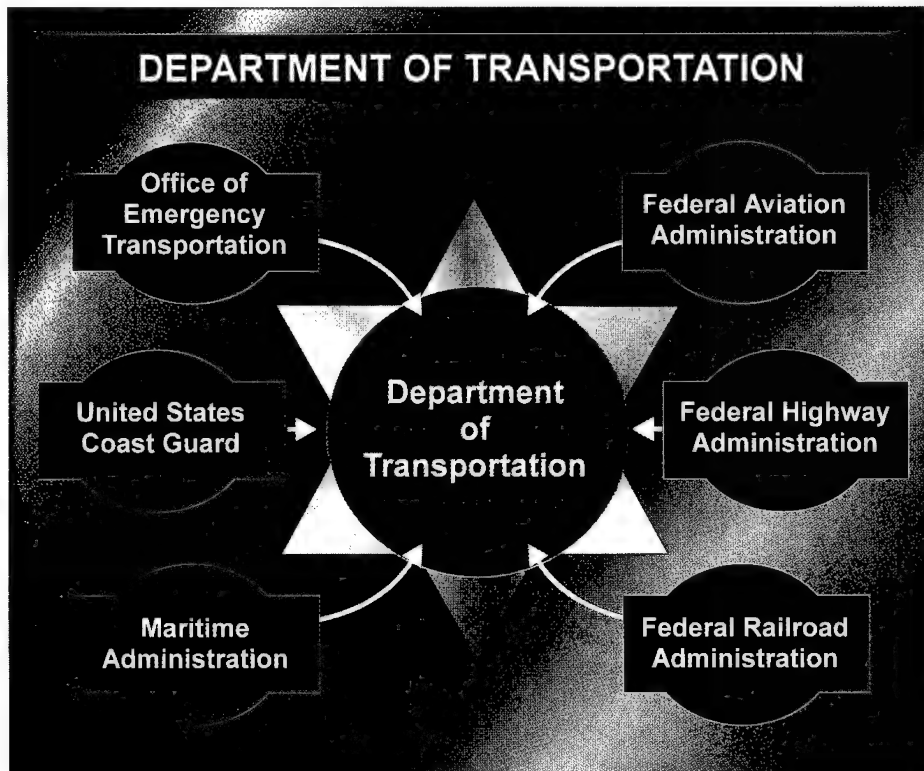 DEPARTMENT OF TRANSPORTATION
Office of
Emergency
Transportation
Federal Aviation
Administration
United States
Coast Guard
Department
of
Transportation
Federal Highway
Administration
Maritime
Administration
Federal Railroad
Administration